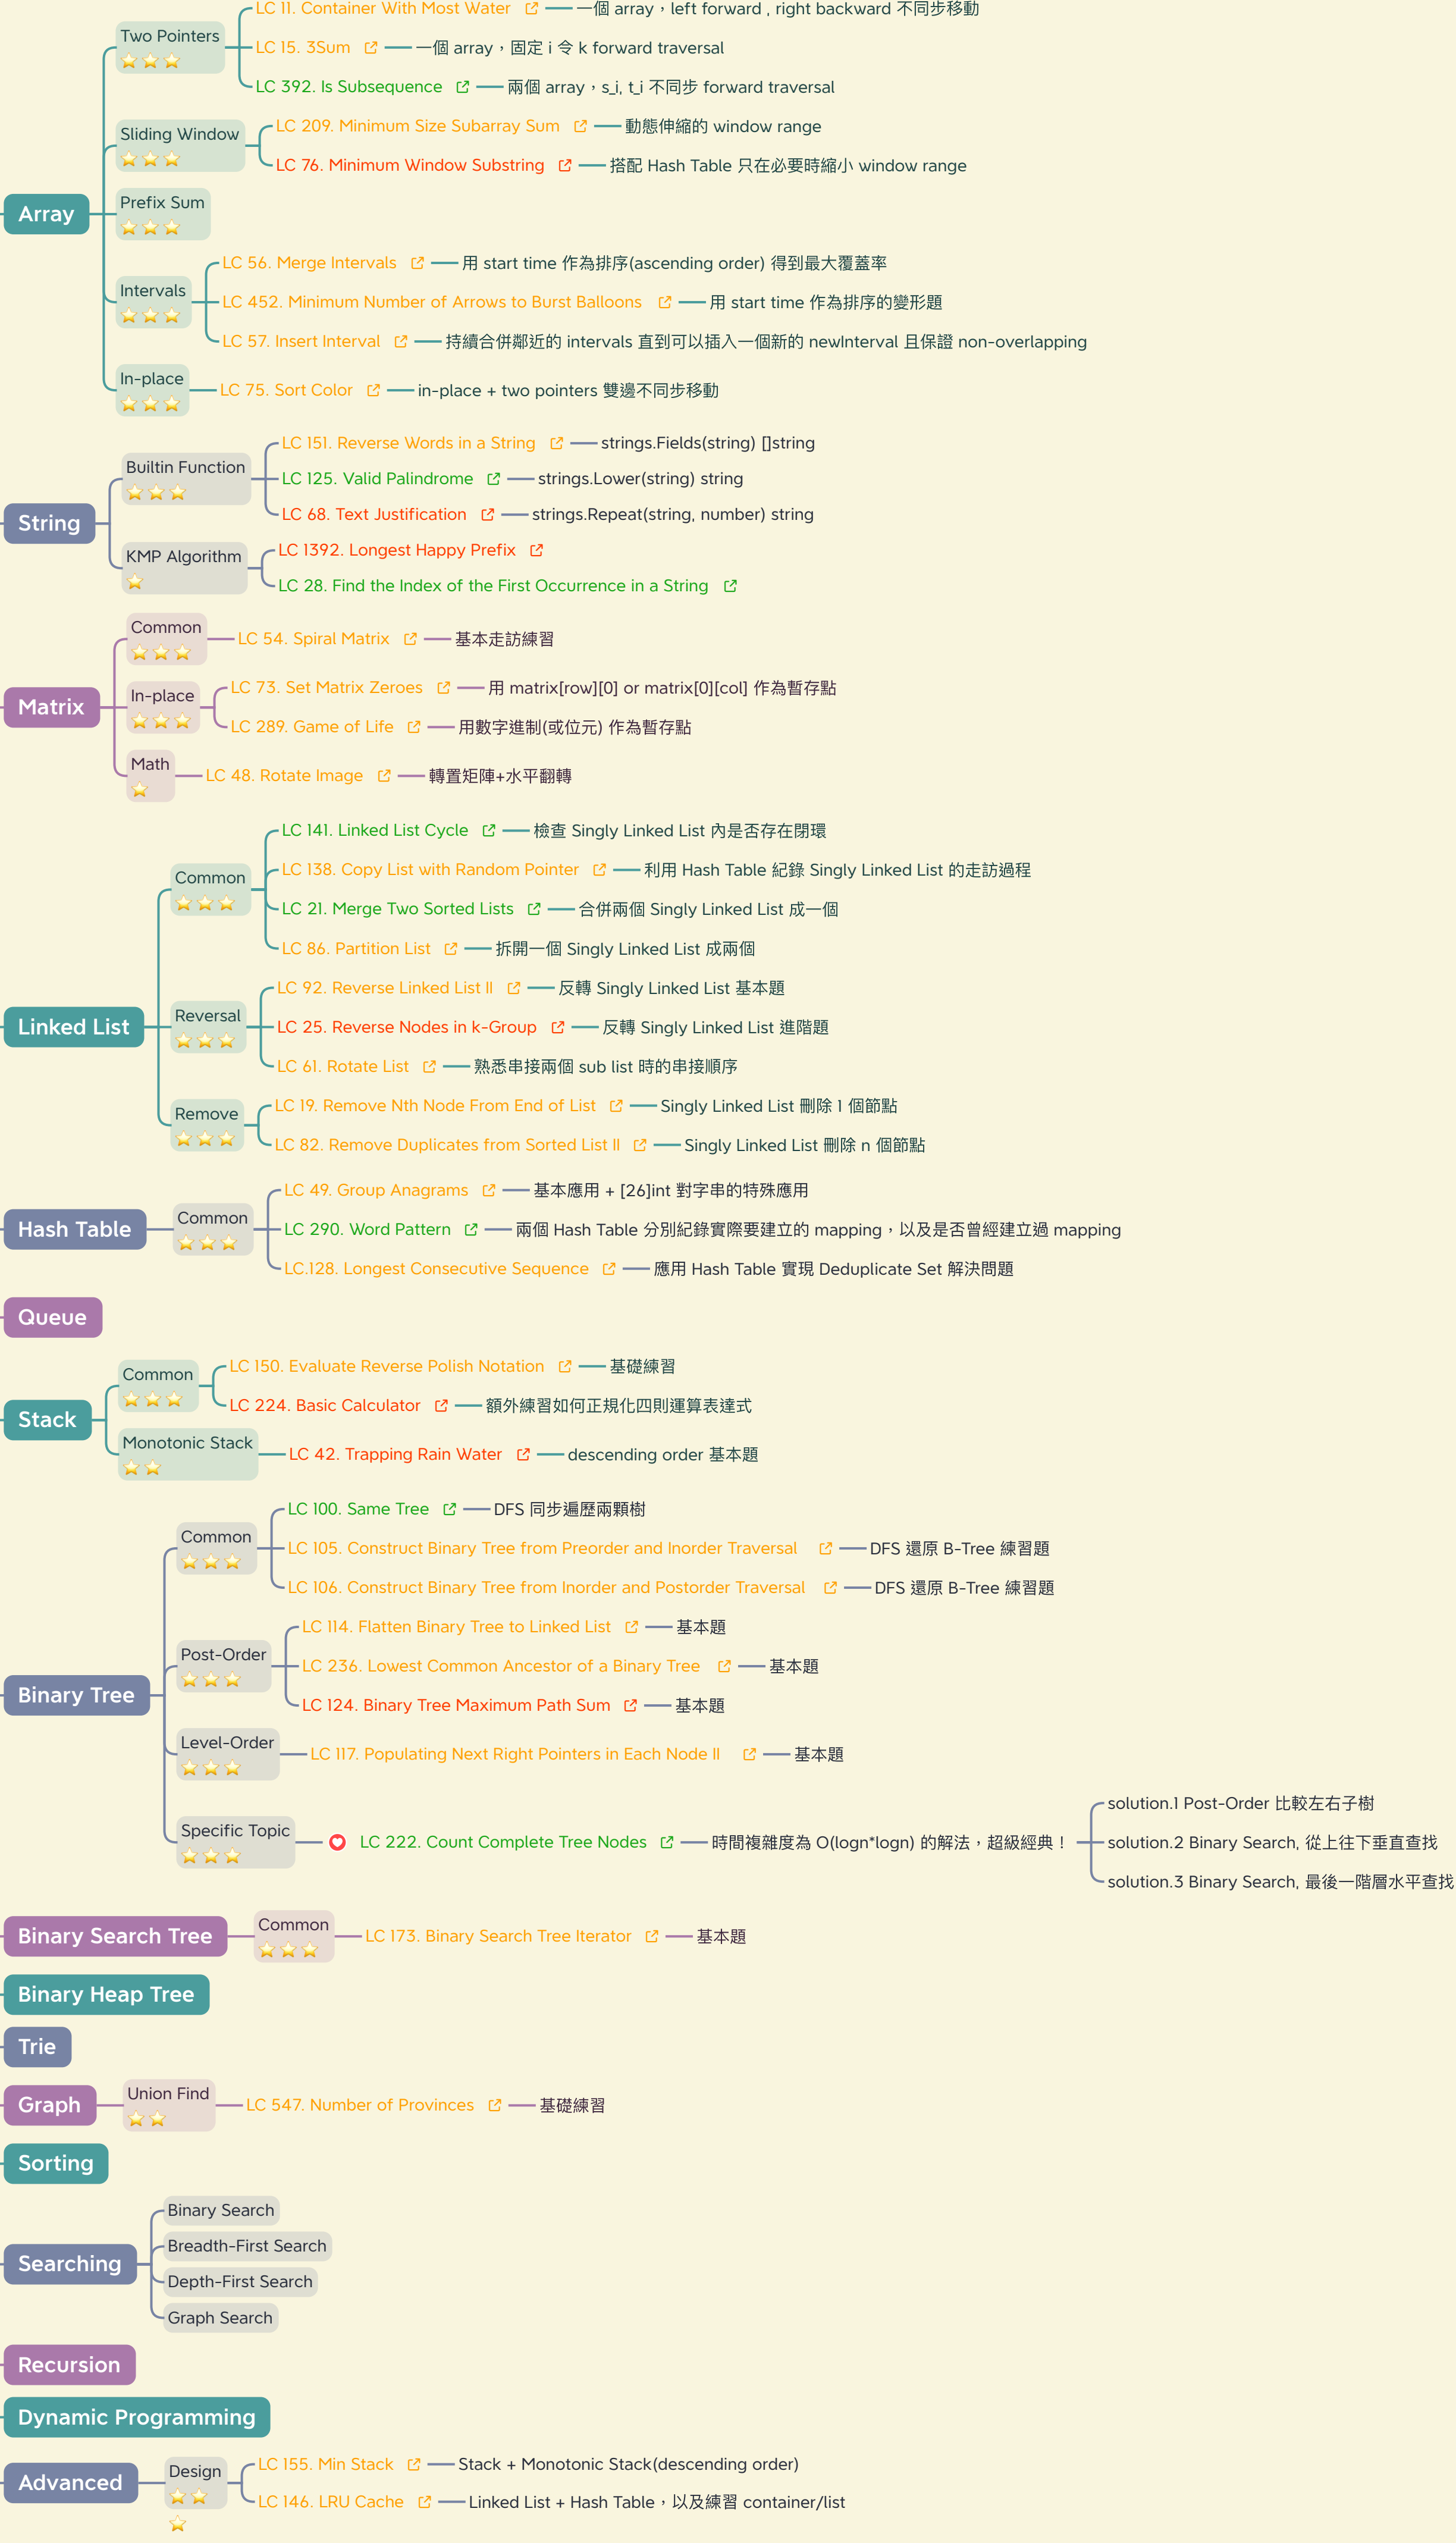 Array
Two Pointers
LC 11. Container With Most Water
一個 array，left forward , right backward 不同步移動
LC 15. 3Sum
一個 array，固定 i 令 k forward traversal
LC 392. Is Subsequence
兩個 array，s_i, t_i 不同步 forward traversal
Sliding Window
LC 209. Minimum Size Subarray Sum
動態伸縮的 window range
LC 76. Minimum Window Substring
搭配 Hash Table 只在必要時縮小 window range
Prefix Sum
Intervals
LC 56. Merge Intervals
用 start time 作為排序(ascending order) 得到最大覆蓋率
LC 452. Minimum Number of Arrows to Burst Balloons
用 start time 作為排序的變形題
LC 57. Insert Interval
持續合併鄰近的 intervals 直到可以插入一個新的 newInterval 且保證 non-overlapping
In-place
LC 75. Sort Color
in-place + two pointers 雙邊不同步移動
String
Builtin Function
LC 151. Reverse Words in a String
strings.Fields(string) []string
LC 125. Valid Palindrome
strings.Lower(string) string
LC 68. Text Justification
strings.Repeat(string, number) string
KMP Algorithm
LC 1392. Longest Happy Prefix
LC 28. Find the Index of the First Occurrence in a String
Matrix
Common
LC 54. Spiral Matrix
基本走訪練習
In-place
LC 73. Set Matrix Zeroes
用 matrix[row][0] or matrix[0][col] 作為暫存點
LC 289. Game of Life
用數字進制(或位元) 作為暫存點
Math
LC 48. Rotate Image
轉置矩陣+水平翻轉
Linked List
Common
LC 141. Linked List Cycle
檢查 Singly Linked List 內是否存在閉環
LC 138. Copy List with Random Pointer
利用 Hash Table 紀錄 Singly Linked List 的走訪過程
LC 21. Merge Two Sorted Lists
合併兩個 Singly Linked List 成一個
LC 86. Partition List
拆開一個 Singly Linked List 成兩個
Reversal
LC 92. Reverse Linked List II
反轉 Singly Linked List 基本題
LC 25. Reverse Nodes in k-Group
反轉 Singly Linked List 進階題
LC 61. Rotate List
熟悉串接兩個 sub list 時的串接順序
Remove
LC 19. Remove Nth Node From End of List
Singly Linked List 刪除 1 個節點
LC 82. Remove Duplicates from Sorted List II
Singly Linked List 刪除 n 個節點
Hash Table
Common
LC 49. Group Anagrams
基本應用 + [26]int 對字串的特殊應用
LC 290. Word Pattern
兩個 Hash Table 分別紀錄實際要建立的 mapping，以及是否曾經建立過 mapping
LC.128. Longest Consecutive Sequence
應用 Hash Table 實現 Deduplicate Set 解決問題
Queue
Stack
Common
LC 150. Evaluate Reverse Polish Notation
基礎練習
LC 224. Basic Calculator
額外練習如何正規化四則運算表達式
Monotonic Stack
LC 42. Trapping Rain Water
descending order 基本題
Binary Tree
Common
LC 100. Same Tree
DFS 同步遍歷兩顆樹
LC 105. Construct Binary Tree from Preorder and Inorder Traversal
DFS 還原 B-Tree 練習題
LC 106. Construct Binary Tree from Inorder and Postorder Traversal
DFS 還原 B-Tree 練習題
Post-Order
LC 114. Flatten Binary Tree to Linked List
基本題
LC 236. Lowest Common Ancestor of a Binary Tree
基本題
LC 124. Binary Tree Maximum Path Sum
基本題
Level-Order
LC 117. Populating Next Right Pointers in Each Node II
基本題
Specific Topic
LC 222. Count Complete Tree Nodes
時間複雜度為 O(logn*logn) 的解法，超級經典！
solution.1 Post-Order 比較左右子樹
solution.2 Binary Search, 從上往下垂直查找
solution.3 Binary Search, 最後一階層水平查找
Binary Search Tree
Common
LC 173. Binary Search Tree Iterator
基本題
Binary Heap Tree
Trie
Graph
Union Find
LC 547. Number of Provinces
基礎練習
Sorting
Searching
Binary Search
Breadth-First Search
Depth-First Search
Graph Search
Recursion
Dynamic Programming
Advanced
Design
LC 155. Min Stack
Stack + Monotonic Stack(descending order)
LC 146. LRU Cache
Linked List + Hash Table，以及練習 container/list